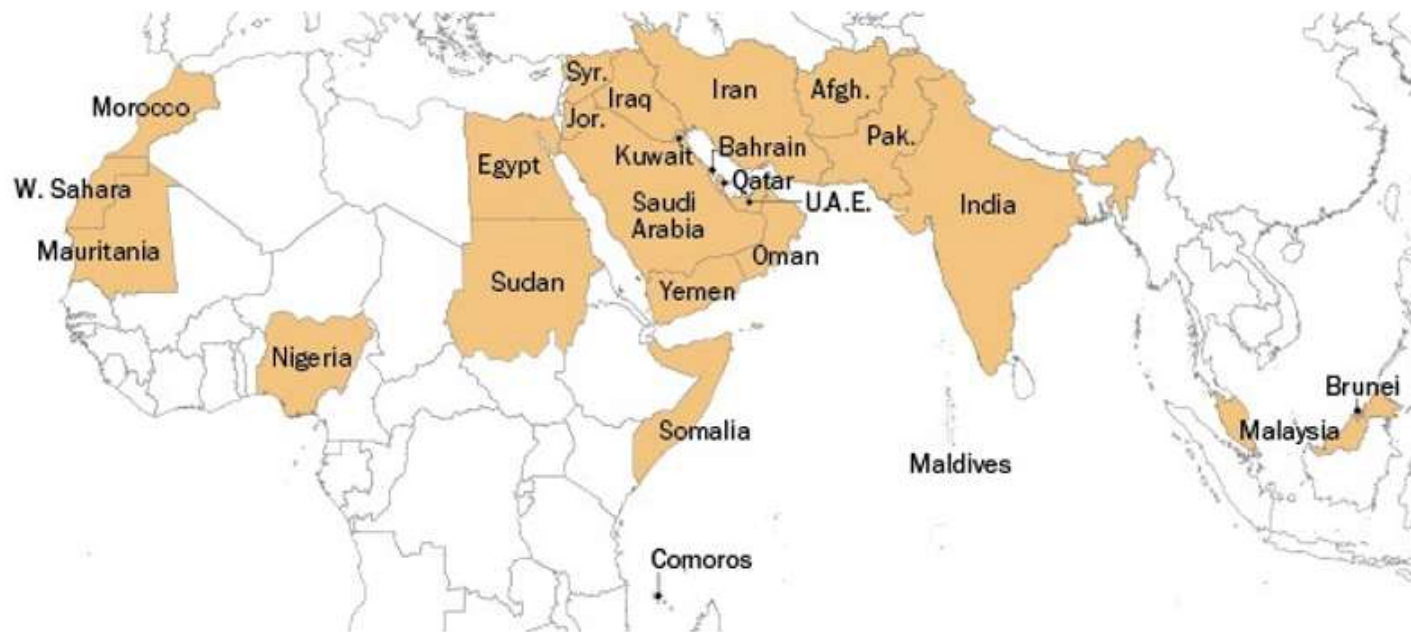 Morocco
W. Sahara
Mauritania
Nigeria
Egypt
Sudan
Somalia
Comoros
Syr.
Jor.
Iraq
Iran
Afgh.
Pak.
Kuwait
Bahrain
Qatar
U.A.E.
Saudi
Arabia
Oman
Yemen
India
Maldives
Brunei
Malaysia